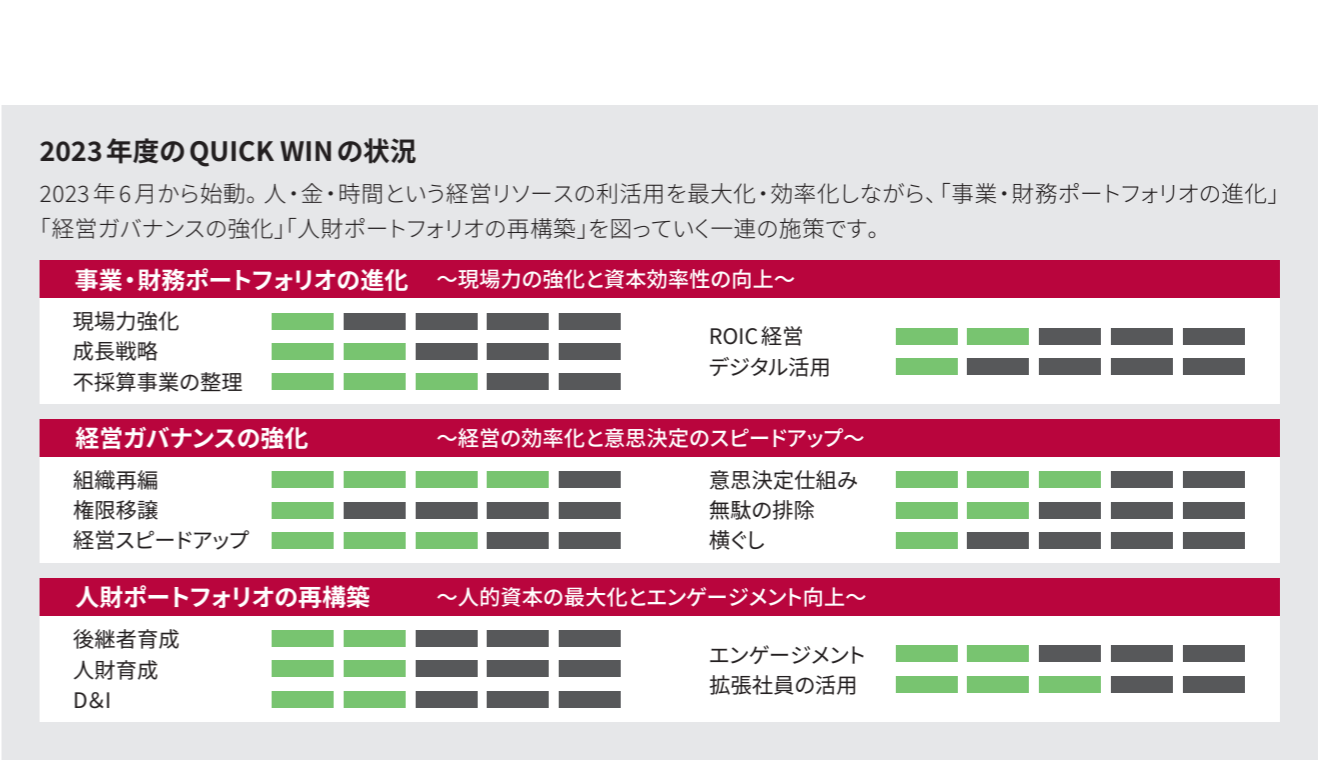 2023年度のQUICK WINの状況
2023年6月から始動。人・金・時間という経営リソースの利活用を最大化・効率化しながら、「事業・財務ポートフォリオの進化」
「経営ガバナンスの強化」「人財ポートフォリオの再構築」を図っていく一連の施策です。
事業・財務ポートフォリオの進化 ～現場力の強化と資本効率性の向上～
現場力強化
成長戦略
不採算事業の整理
ROIC経営
デジタル活用
経営ガバナンスの強化 ～経営の効率化と意思決定のスピードアップ～
組織再編
権限移譲
経営スピードアップ
意思決定仕組み
無駄の排除
横ぐし
人財ポートフォリオの再構築 ～人的資本の最大化とエンゲージメント向上～
後継者育成
人財育成
D&I
エンゲージメント
拡張社員の活用